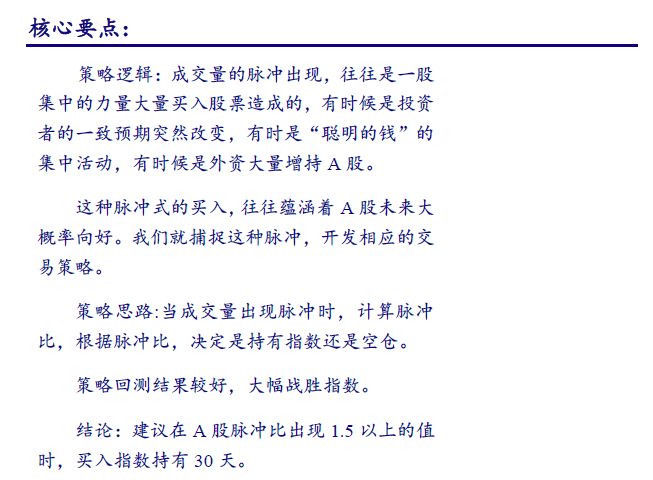 核心要点：
策略逻辑：成交量的脉冲出现，往往是一股
集中的力量大量买入股票造成的，有时候是投资
者的一致预期突然改变，有时是“聪明的钱”的
集中活动，有时候是外资大量增持 A 股。
这种脉冲式的买入，往往蕴涵着 A 股未来大
概率向好。我们就捕捉这种脉冲，开发相应的交
易策略。
策略思路:当成交量出现脉冲时，计算脉冲
比，根据脉冲比，决定是持有指数还是空仓。
策略回测结果较好，大幅战胜指数。
结论：建议在 A 股脉冲比出现 1.5 以上的值
时，买入指数持有 30 天。